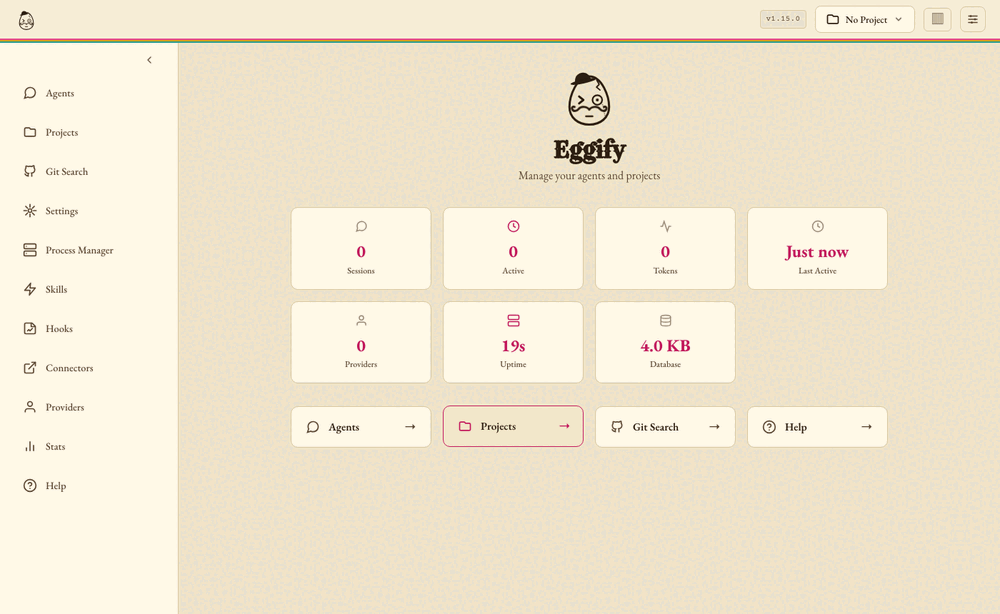 v1.15.0
No Project
Agents
Projects
Git Search
Settings
Process Manager
Skills
Hooks
Connectors
Providers
Stats
Help
Eggify
Manage your agents and projects
0
Sessions
0
Active
0
Tokens
Just now
Last Active
0
Providers
19s
Uptime
4.0 KB
Database
Agents
Projects
Git Search
Help